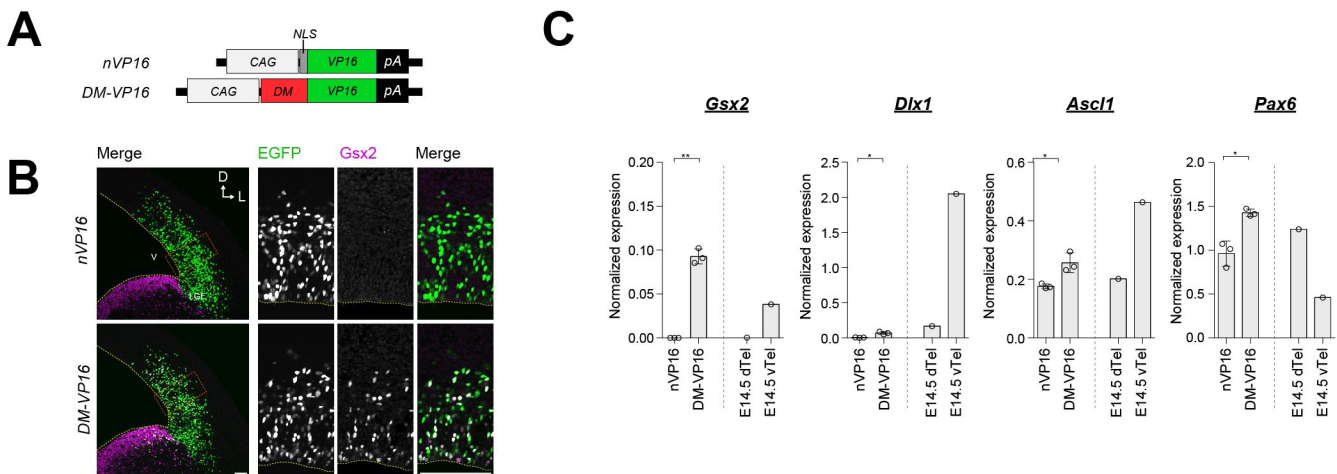 A
NLS
nVP16
CAG
VP16
pA
DM-VP16
CAG
DM
VP16
pA
B
Merge
EGFP
Gsx2
Merge
nVP16
D
L
V
LGE
DM-VP16
C
Gsx2
Dlx1
Ascl1
Pax6
Normalized expression
0.20
0.15
0.10
0.05
0.00
**
nVP16
DM-VP16
E14.5 dTel
E14.5 vTel
Normalized expression
2.5
2.0
1.5
1.0
0.5
0.0
*
nVP16
DM-VP16
E14.5 dTel
E14.5 vTel
Normalized expression
0.6
0.4
0.2
0.0
*
nVP16
DM-VP16
E14.5 dTel
E14.5 vTel
Normalized expression
2.0
1.5
1.0
0.5
0.0
*
nVP16
DM-VP16
E14.5 dTel
E14.5 vTel